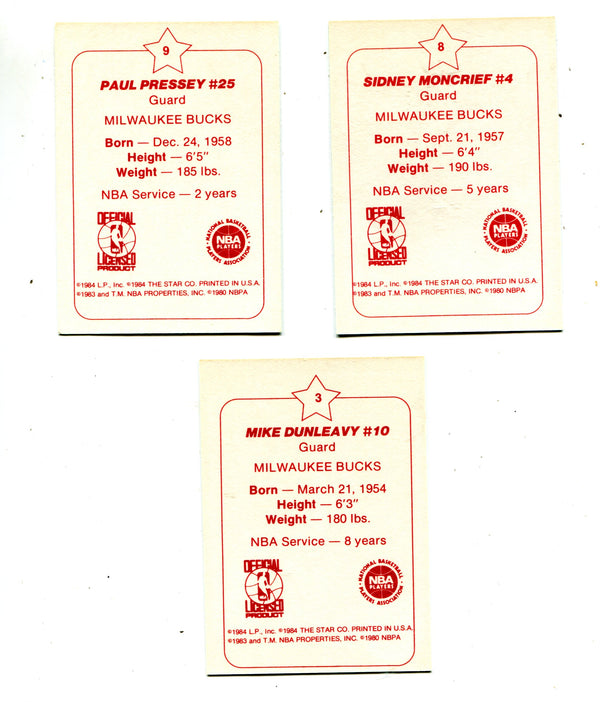 9
PAUL PRESSEY #25
Guard
MILWAUKEE BUCKS
Born — Dec. 24, 1958
Height — 6'5"
Weight — 185 lbs.
NBA Service — 2 years
OFFICIAL
LICENSED
PRODUCT
NATIONAL BASKETBALL
NBA
PLAYERS
PLAYERS ASSOCIATION
©1984 L.P., Inc. ©1984 THE STAR CO. PRINTED IN U.S.A.
©1983 and T.M. NBA PROPERTIES, INC. ©1980 NBPA
8
SIDNEY MONCRIEF #4
Guard
MILWAUKEE BUCKS
Born — Sept. 21, 1957
Height — 6'4"
Weight — 190 lbs.
NBA Service — 5 years
OFFICIAL
LICENSED
PRODUCT
NATIONAL BASKETBALL
NBA
PLAYERS
PLAYERS ASSOCIATION
©1984 L.P., Inc. ©1984 THE STAR CO. PRINTED IN U.S.A.
©1983 and T.M. NBA PROPERTIES, INC. ©1980 NBPA
3
MIKE DUNLEAVY #10
Guard
MILWAUKEE BUCKS
Born — March 21, 1954
Height — 6'3"
Weight — 180 lbs.
NBA Service — 8 years
OFFICIAL
LICENSED
PRODUCT
NATIONAL BASKETBALL
NBA
PLAYERS
PLAYERS ASSOCIATION
©1984 L.P., Inc. ©1984 THE STAR CO. PRINTED IN U.S.A.
©1983 and T.M. NBA PROPERTIES, INC. ©1980 NBPA